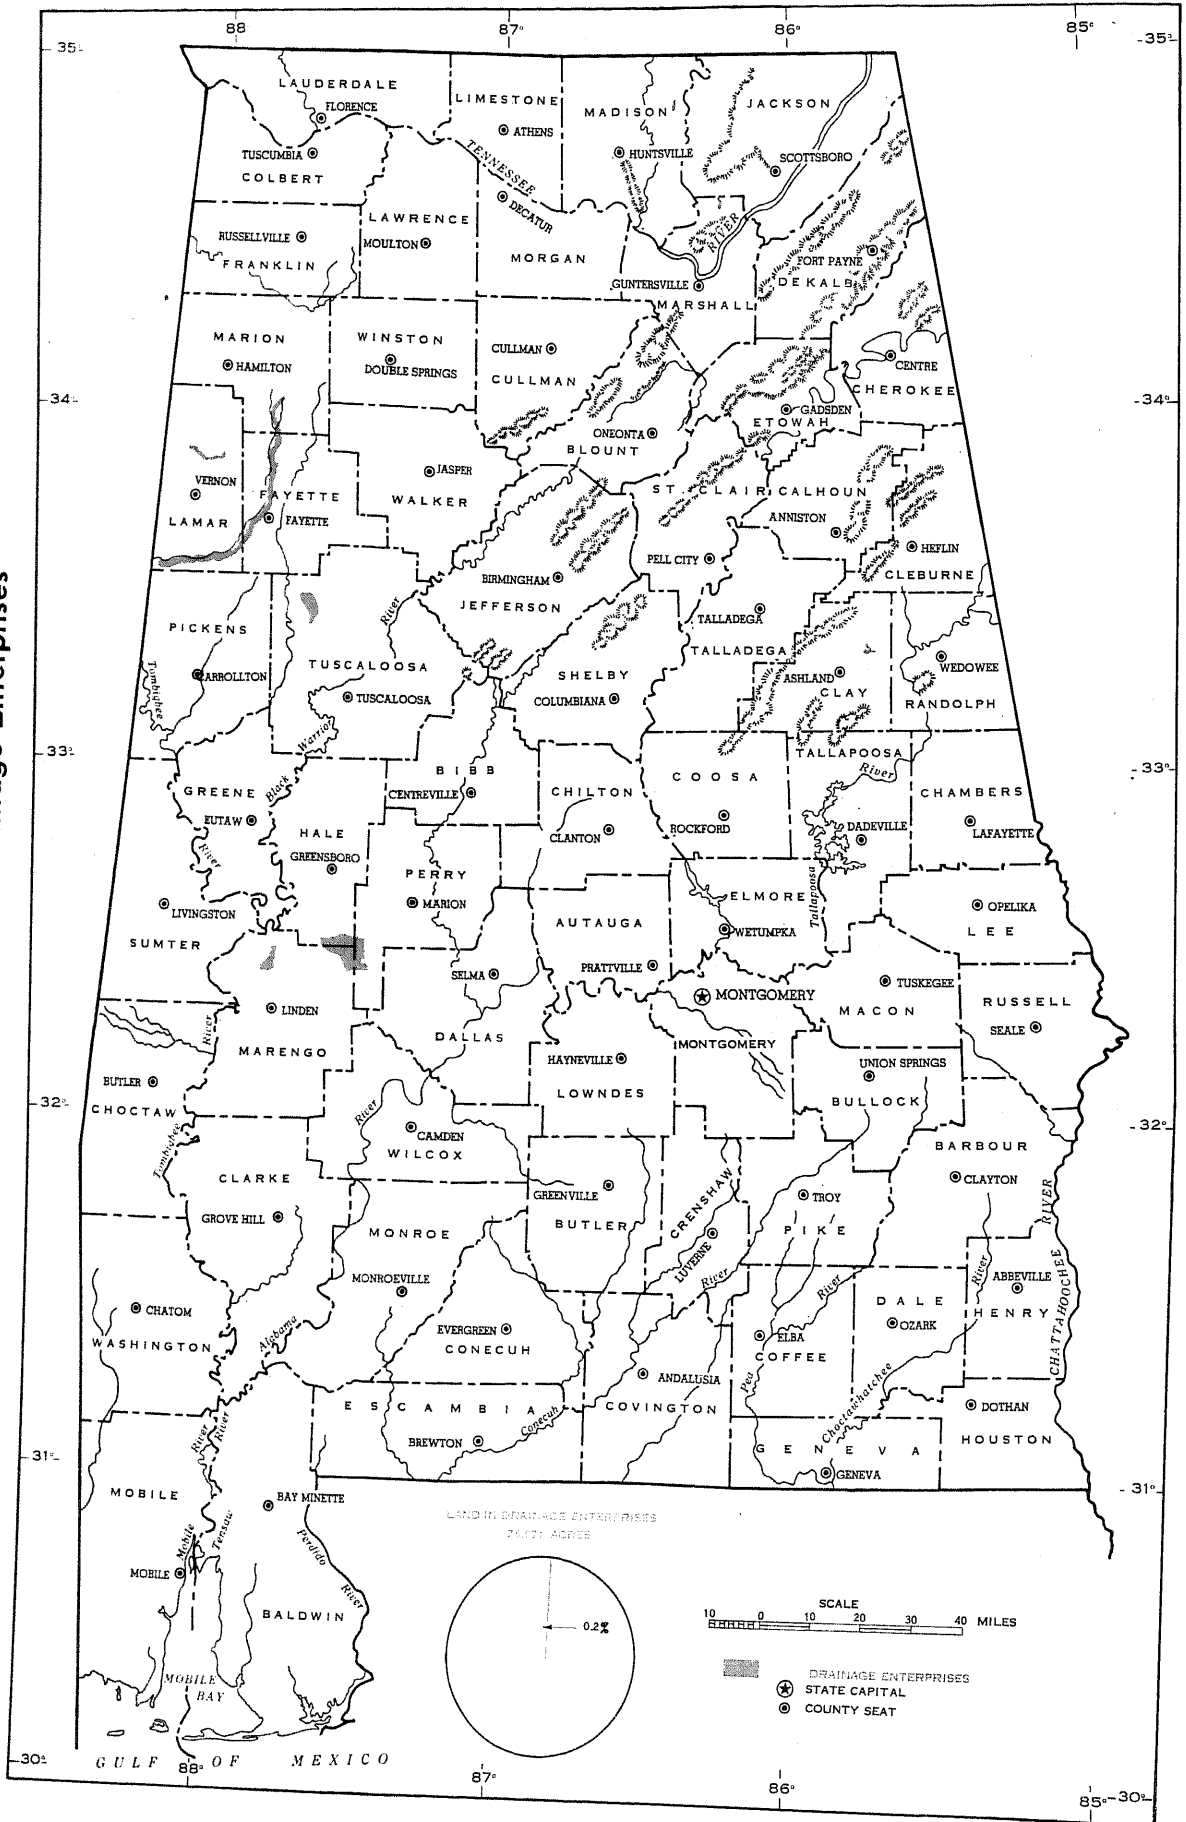 88°
87°
86°
85°
35°
35°
LAUDERDALE
FLORENCE
LIMESTONE
ATHENS
MADISON
HUNTSVILLE
JACKSON
SCOTTSBORO
TUSCUMBIA
COLBERT
TENNESSEE
RIVER
DECATUR
LAWRENCE
MOULTON
MORGAN
RUSSELLVILLE
FRANKLIN
GUNTERSVILLE
MARSHALL
FORT PAYNE
DEKALB
MARION
HAMILTON
WINSTON
DOUBLE SPRINGS
CULLMAN
CULLMAN
CENTRE
CHEROKEE
34°
34°
GADSDEN
ETOWAH
ONEONTA
BLOUNT
VERNON
LAMAR
FAYETTE
FAYETTE
JASPER
WALKER
ST. CLAIR
CALHOUN
ANNISTON
PELL CITY
HEFLIN
CLEBURNE
BIRMINGHAM
JEFFERSON
TALLADEGA
TALLADEGA
PICKENS
CARROLLTON
Tombigbee
River
TUSCALOOSA
TUSCALOOSA
SHELBY
COLUMBIANA
ASHLAND
CLAY
WEDOWEE
RANDOLPH
33°
33°
Warrior
Black
River
GREENE
EUTAW
HALE
GREENSBORO
BIBB
CENTREVILLE
CHILTON
CLANTON
COOSA
ROCKFORD
TALLAPOOSA
River
DADEVILLE
Tallapoosa
CHAMBERS
LAFAYETTE
LIVINGSTON
SUMTER
PERRY
MARION
AUTAUGA
PRATTVILLE
ELMORE
WETUMPKA
OPELIKA
LEE
SELMA
DALLAS
LINDEN
MARENGO
River
MONTGOMERY
MONTGOMERY
TUSKEGEE
MACON
RUSSELL
SEALE
HAYNEVILLE
LOWNDES
UNION SPRINGS
BULLOCK
BUTLER
CHOCTAW
32°
32°
Tombigbee
River
CAMDEN
WILCOX
CLARKE
GROVE HILL
GREENVILLE
BUTLER
CRENSHAW
LUVERNE
River
TROY
PIKE
BARBOUR
CLAYTON
RIVER
CHATTAHOOCHEE
MONROE
MONROEVILLE
CHATOM
WASHINGTON
Alabama
EVERGREEN
CONECUH
ANDALUSIA
COVINGTON
ELBA
COFFEE
River
Pea
DALE
OZARK
River
Choctawhatchee
ABBEVILLE
HENRY
ESCAMBIA
BREWTON
Conecuh
GENEVA
GENEVA
DOTHAN
HOUSTON
31°
31°
River
River
MOBILE
MOBILE
Mobile
Tensaw
BAY MINETTE
Perdido
River
BALDWIN
MOBILE
BAY
LAND IN DRAINAGE ENTERPRISES
0.2%
SCALE
10 0 10 20 30 40 MILES
DRAINAGE ENTERPRISES
STATE CAPITAL
COUNTY SEAT
30°
GULF OF MEXICO
88°
87°
86°
85°
30°